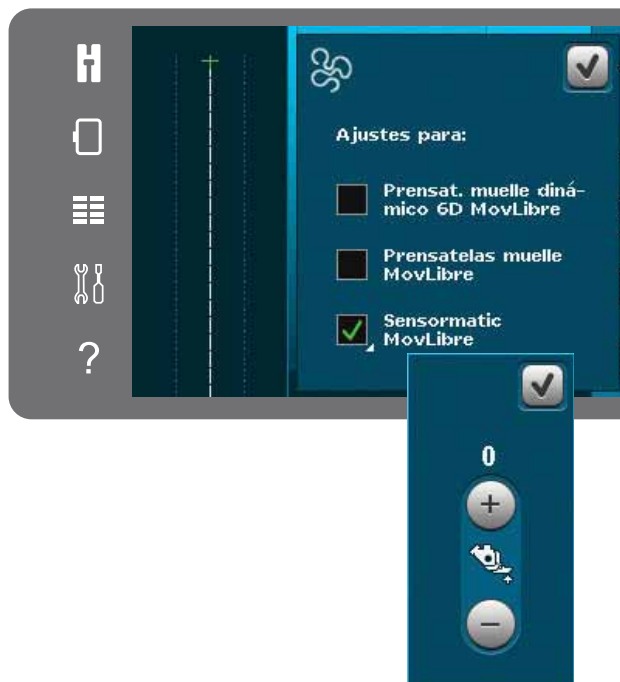 Ajustes para:
Prensat. muelle diná-
mico 6D MovLibre
Prensatelas muelle
MovLibre
Sensormatic
MovLibre
?
0
+
−